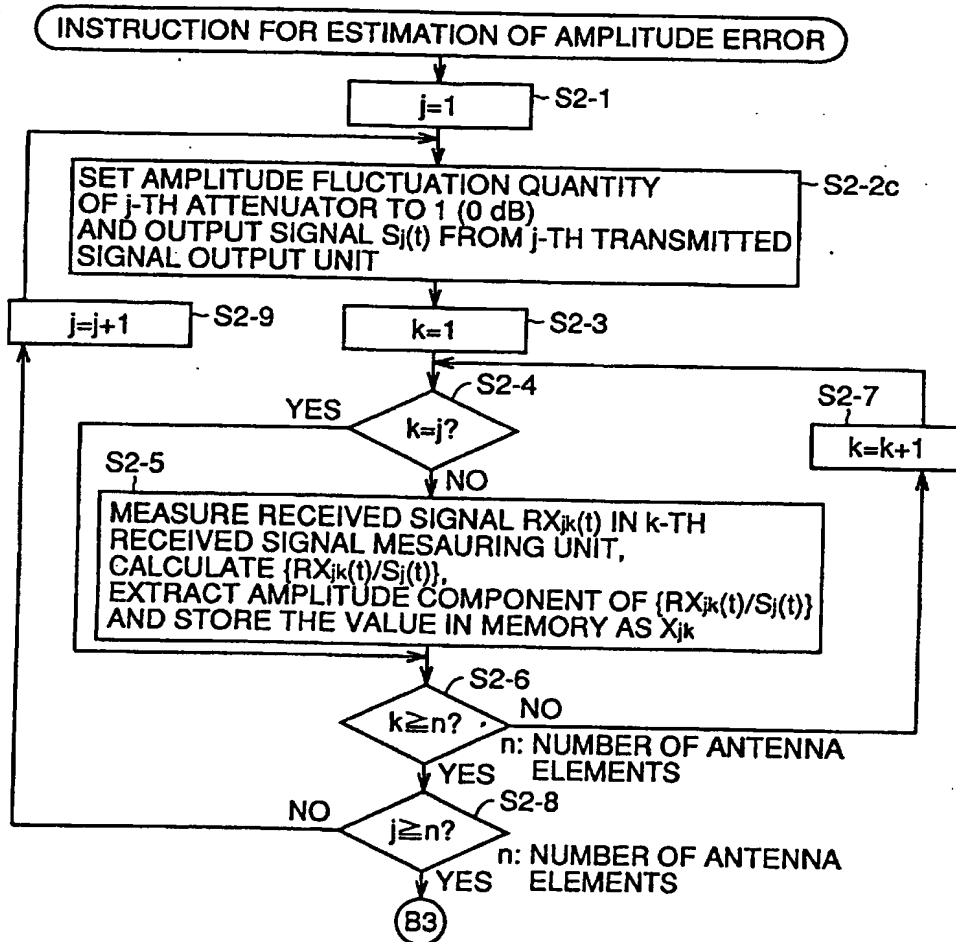 INSTRUCTION FOR ESTIMATION OF AMPLITUDE ERROR
j=1
S2-1
SET AMPLITUDE FLUCTUATION QUANTITY
OF j-TH ATTENUATOR TO 1 (0 dB)
AND OUTPUT SIGNAL Sj(t) FROM j-TH TRANSMITTED
SIGNAL OUTPUT UNIT
S2-2c
j=j+1
S2-9
k=1
S2-3
S2-4
YES
k=j?
NO
S2-7
k=k+1
S2-5
MEASURE RECEIVED SIGNAL RXjk(t) IN k-TH
RECEIVED SIGNAL MESAURING UNIT,
CALCULATE {RXjk(t)/Sj(t)},
EXTRACT AMPLITUDE COMPONENT OF {RXjk(t)/Sj(t)}
AND STORE THE VALUE IN MEMORY AS Xjk
S2-6
k≧n?
NO
n: NUMBER OF ANTENNA
ELEMENTS
YES
S2-8
NO
j≧n?
n: NUMBER OF ANTENNA
ELEMENTS
YES
B3